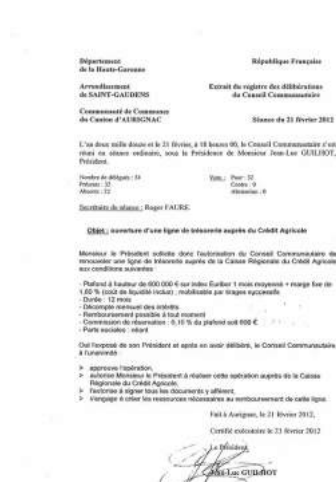 Département
de la Haute-Garonne
République Française
Arrondissement
de SAINT-GAUDENS
Extrait du registre des délibérations
du Conseil Communautaire
Communauté de Communes
du Canton d'AURIGNAC
Séance du 21 février 2012
L'an deux mille douze et le 21 février, à 18 heures 00, le Conseil Communautaire s'est
réuni en séance ordinaire, sous la Présidence de Monsieur Jean-Luc GUILHOT,
Président.
Nombre de délégués :
Présents : 32
Absents :
Vote : Pour : 32
Contre : 0
Abstention : 0
Secrétaire de séance : Roger FAURE.
Objet : ouverture d'une ligne de trésorerie auprès du Crédit Agricole
Monsieur le Président sollicite donc l'autorisation du Conseil Communautaire de
renouveler une ligne de trésorerie auprès de la Caisse Régionale du Crédit Agricole
aux conditions suivantes :
- Plafond à hauteur de 600 000 € sur index Euribor 1 mois moyenné + marge fixe de
1,60 % (coût de liquidité inclus) ; mobilisable par tirages successifs
- Durée : 12 mois
- Décompte mensuel des intérêts
- Remboursement possible à tout moment
- Commission de réservation : 0,10 % du plafond soit 600 €
- Parts sociales : néant
Ouï l'exposé de son Président et après en avoir délibéré, le Conseil Communautaire,
à l'unanimité :
➢ approuve l'opération,
➢ autorise Monsieur le Président à réaliser cette opération auprès de la Caisse
Régionale du Crédit Agricole,
➢ l'autorise à signer tous les documents y afférent,
➢ s'engage à créer les ressources nécessaires au remboursement de cette ligne.
Fait à Aurignac, le 21 février 2012,
Certifié exécutoire le 23 février 2012
Le Président,
Jean-Luc GUILHOT